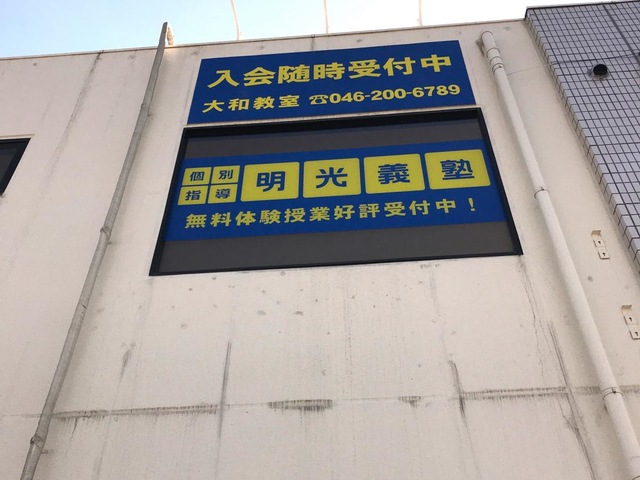 入会随時受付中
大和教室 ☎046-200-6789
個別指導 明光義塾
無料体験授業好評受付中！